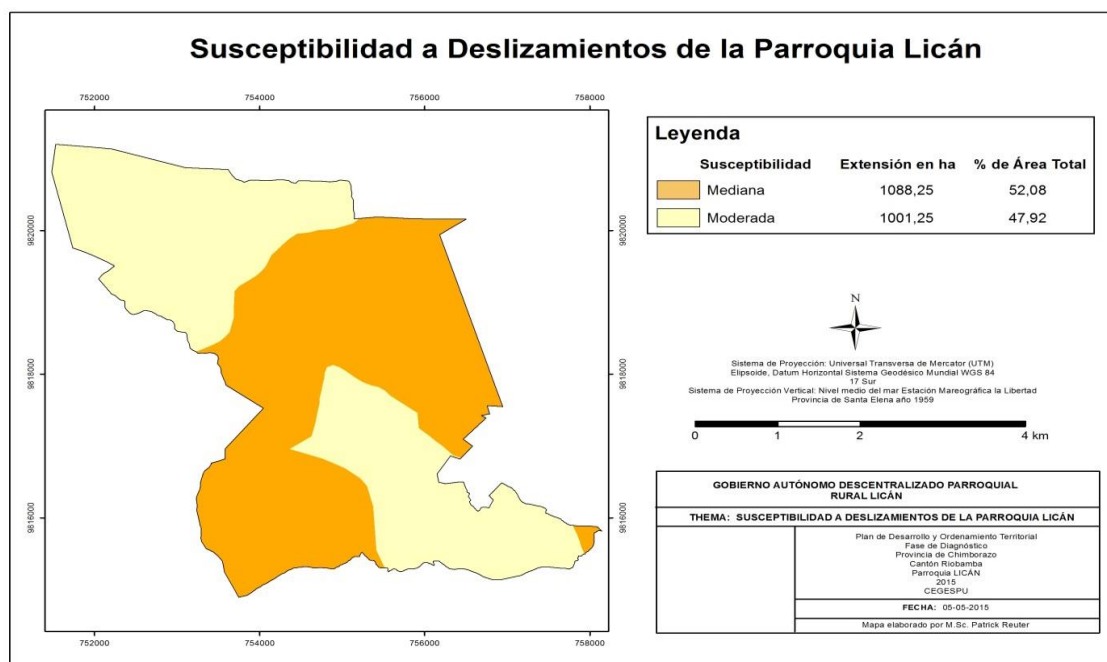 Susceptibilidad a Deslizamientos de la Parroquia Licán
752000 754000 756000 758000
9820000 9820000
9818000 9818000
9816000 9816000
752000 754000 756000 758000
Leyenda
Susceptibilidad Extensión en ha % de Área Total
Mediana 1088,25 52,08
Moderada 1001,25 47,92
N
Sistema de Proyección: Universal Transversa de Mercator (UTM)
Elipsoide, Datum Horizontal Sistema Geodésico Mundial WGS 84
17 Sur
Sistema de Proyección Vertical: Nivel medio del mar Estación Mareográfica la Libertad
Provincia de Santa Elena año 1959
0 1 2 4 km
GOBIERNO AUTÓNOMO DESCENTRALIZADO PARROQUIAL
RURAL LICÁN
THEMA: SUSCEPTIBILIDAD A DESLIZAMIENTOS DE LA PARROQUIA LICÁN
Plan de Desarrollo y Ordenamiento Territorial
Fase de Diagnóstico
Provincia de Chimborazo
Cantón Riobamba
Parroquia LICÁN
2015
CEGESPU
FECHA: 05-05-2015
Mapa elaborado por M.Sc. Patrick Reuter